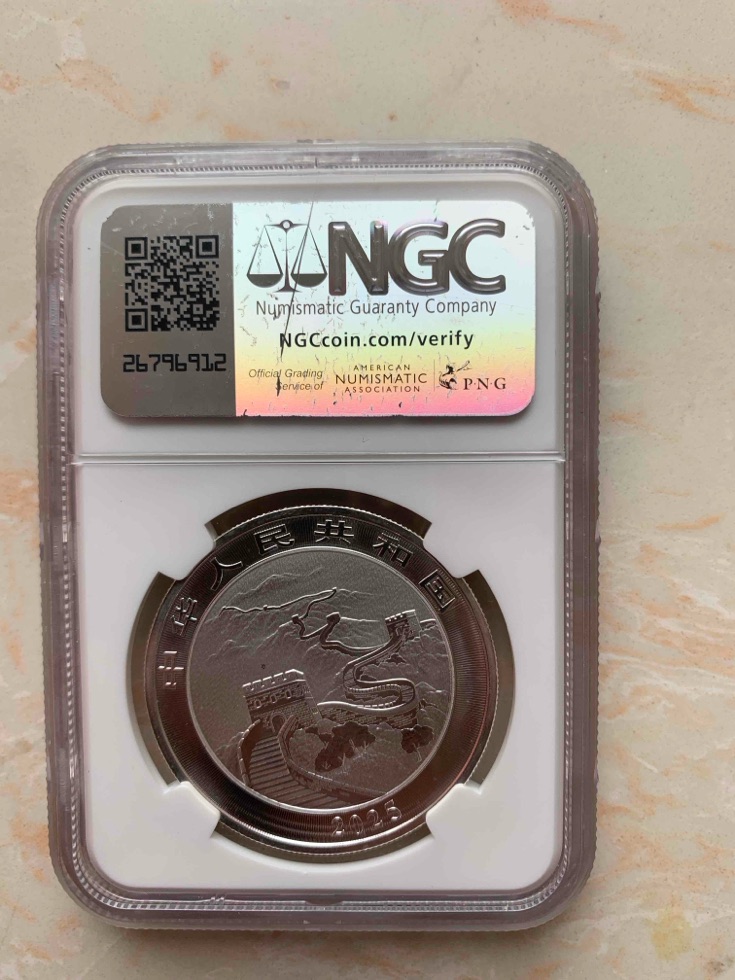 NGC
Numismatic Guaranty Company
NGCcoin.com/verify
26796912
Official Grading
Service of
AMERICAN
NUMISMATIC
ASSOCIATION
P·N·G
中华人民共和国
2025